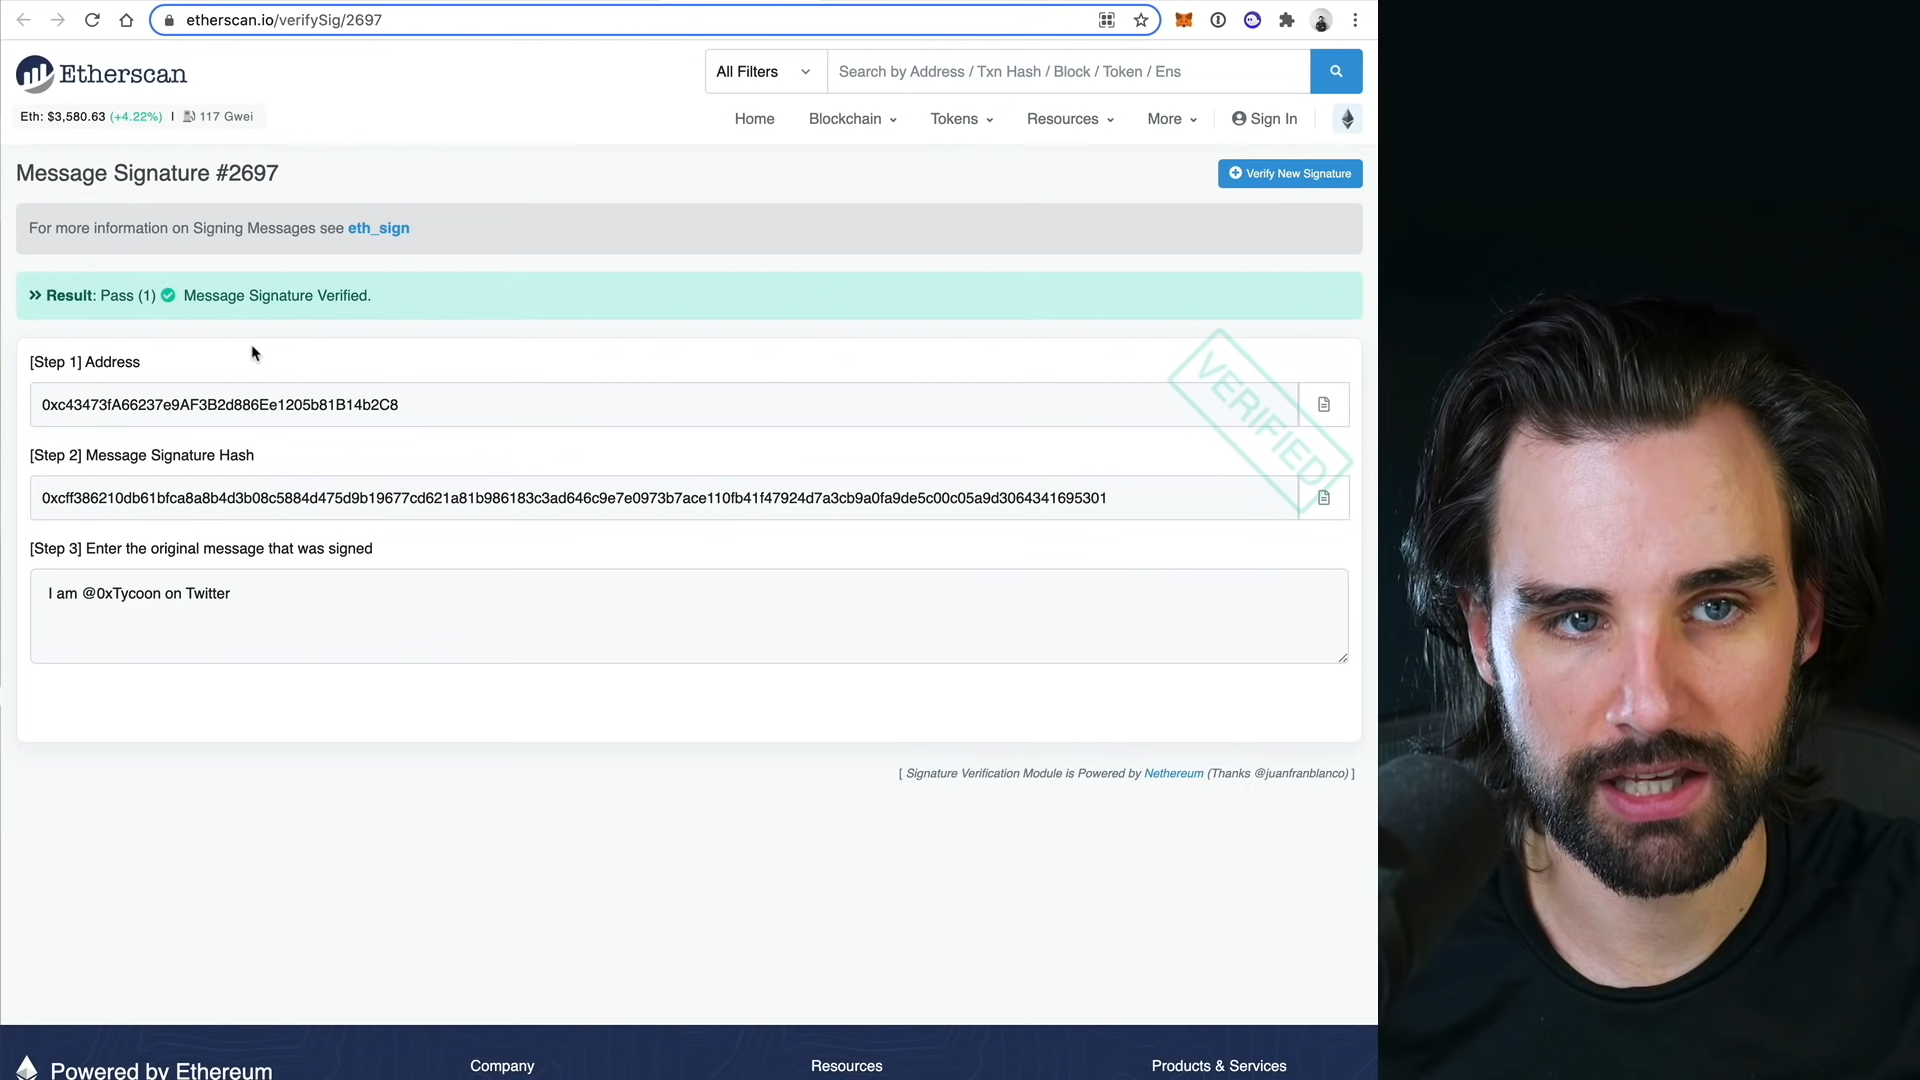 etherscan.io/verifySig/2697
Etherscan
All Filters
Search by Address / Txn Hash / Block / Token / Ens
Eth: $3,580.63 (+4.22%) | 117 Gwei
Home
Blockchain
Tokens
Resources
More
Sign In
Message Signature #2697
Verify New Signature
For more information on Signing Messages see eth_sign
Result: Pass (1) Message Signature Verified.
VERIFIED
[Step 1] Address
0xc43473fA66237e9AF3B2d886Ee1205b81B14b2C8
[Step 2] Message Signature Hash
0xcff386210db61bfca8a8b4d3b08c5884d475d9b19677cd621a81b986183c3ad646c9e7e0973b7ace110fb41f47924d7a3cb9a0fa9de5c00c05a9d3064341695301
[Step 3] Enter the original message that was signed
I am @0xTycoon on Twitter
[ Signature Verification Module is Powered by Nethereum (Thanks @juanfranblanco) ]
Powered by Ethereum
Company
Resources
Products & Services